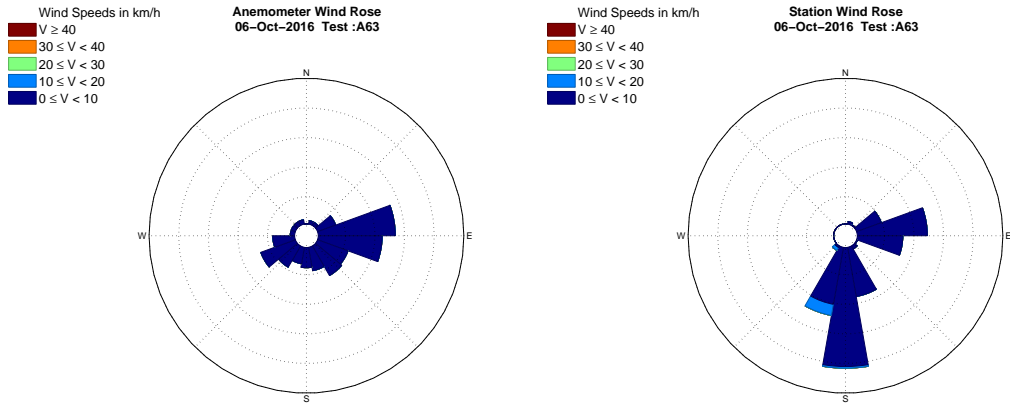 Wind Speeds in km/h
V ≥ 40
30 ≤ V < 40
20 ≤ V < 30
10 ≤ V < 20
0 ≤ V < 10
Anemometer Wind Rose
06−Oct−2016 Test :A63
N
W
E
S
Wind Speeds in km/h
V ≥ 40
30 ≤ V < 40
20 ≤ V < 30
10 ≤ V < 20
0 ≤ V < 10
Station Wind Rose
06−Oct−2016 Test :A63
N
W
E
S